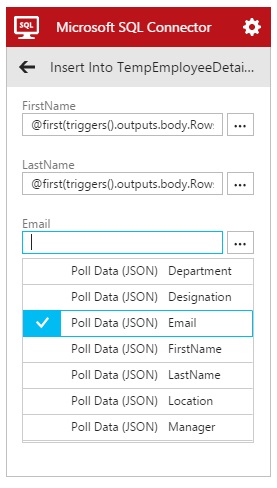 Microsoft SQL Connector
Insert Into TempEmployeeDetai...
FirstName
@first(triggers().outputs.body.Rows
...
LastName
@first(triggers().outputs.body.Rows
...
Email
...
Poll Data (JSON) Department
Poll Data (JSON) Designation
Poll Data (JSON) Email
Poll Data (JSON) FirstName
Poll Data (JSON) LastName
Poll Data (JSON) Location
Poll Data (JSON) Manager